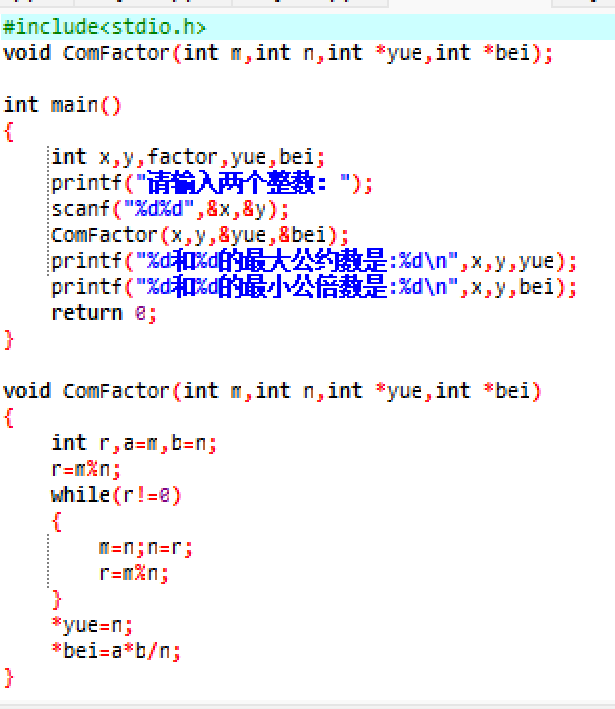 #include<stdio.h>
void ComFactor(int m,int n,int *yue,int *bei);
int main()
{
int x,y,factor,yue,bei;
printf("请输入两个整数: ");
scanf("%d%d",&x,&y);
ComFactor(x,y,&yue,&bei);
printf("%d和%d的最大公约数是:%d\n",x,y,yue);
printf("%d和%d的最小公倍数是:%d\n",x,y,bei);
return 0;
}
void ComFactor(int m,int n,int *yue,int *bei)
{
int r,a=m,b=n;
r=m%n;
while(r!=0)
{
m=n;n=r;
r=m%n;
}
*yue=n;
*bei=a*b/n;
}